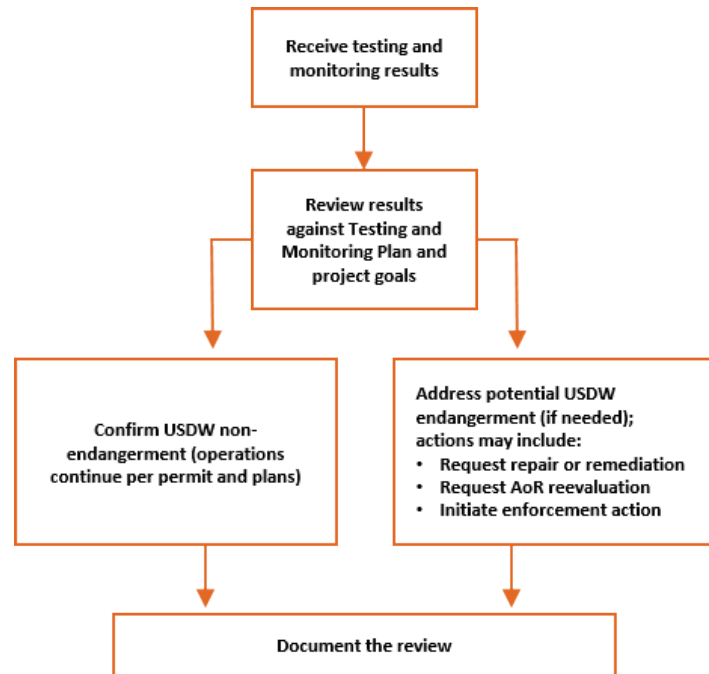 Receive testing and
monitoring results
Review results
against Testing and
Monitoring Plan and
project goals
Confirm USDW non-
endangerment (operations
continue per permit and plans)
Address potential USDW
endangerment (if needed);
actions may include:
• Request repair or remediation
• Request AoR reevaluation
• Initiate enforcement action
Document the review